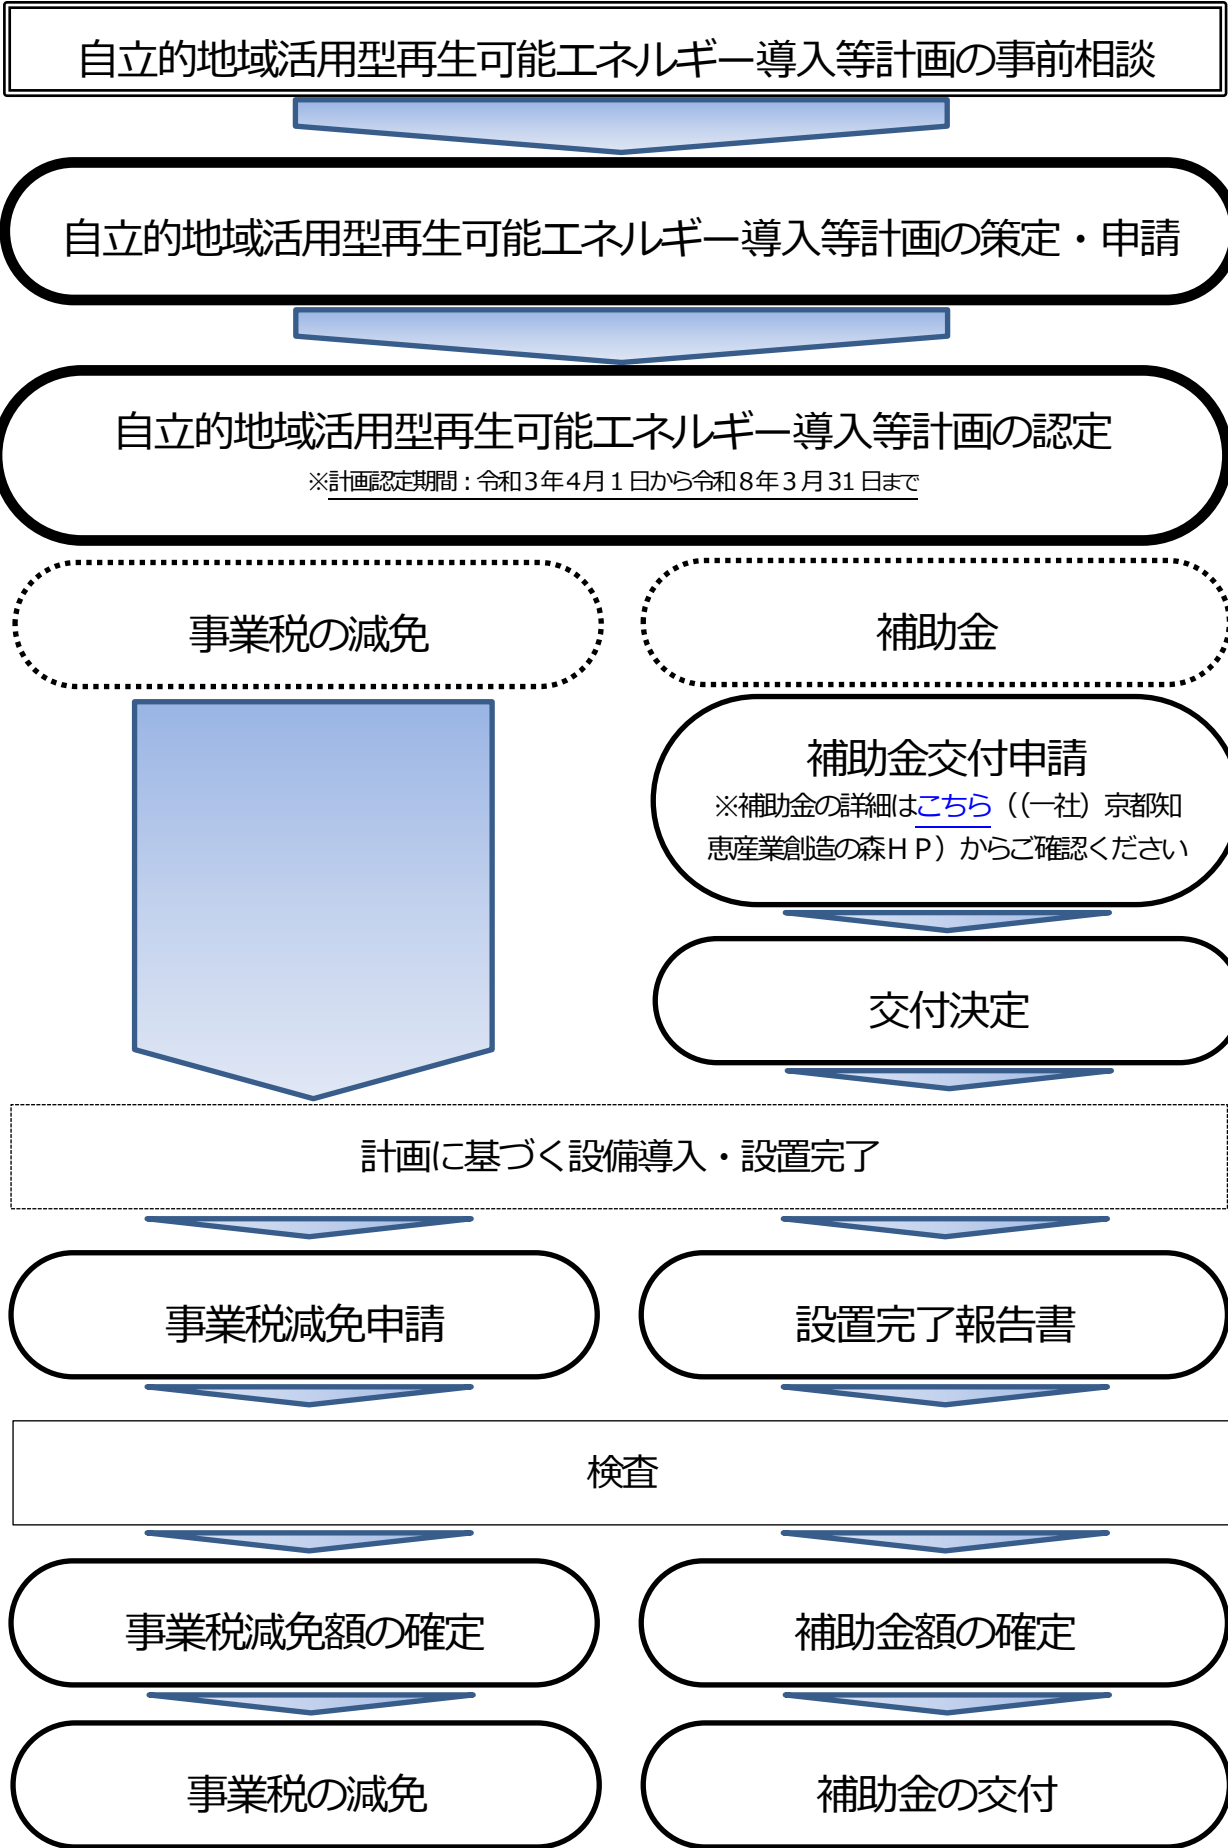 自立的地域活用型再生可能エネルギー導入等計画の事前相談
自立的地域活用型再生可能エネルギー導入等計画の策定・申請
自立的地域活用型再生可能エネルギー導入等計画の認定
※計画認定期間：令和３年４月１日から令和８年３月31日まで
事業税の減免
補助金
補助金交付申請
※補助金の詳細はこちら（(一社）京都知
恵産業創造の森ＨＰ）からご確認ください
交付決定
計画に基づく設備導入・設置完了
事業税減免申請
設置完了報告書
検査
事業税減免額の確定
補助金額の確定
事業税の減免
補助金の交付